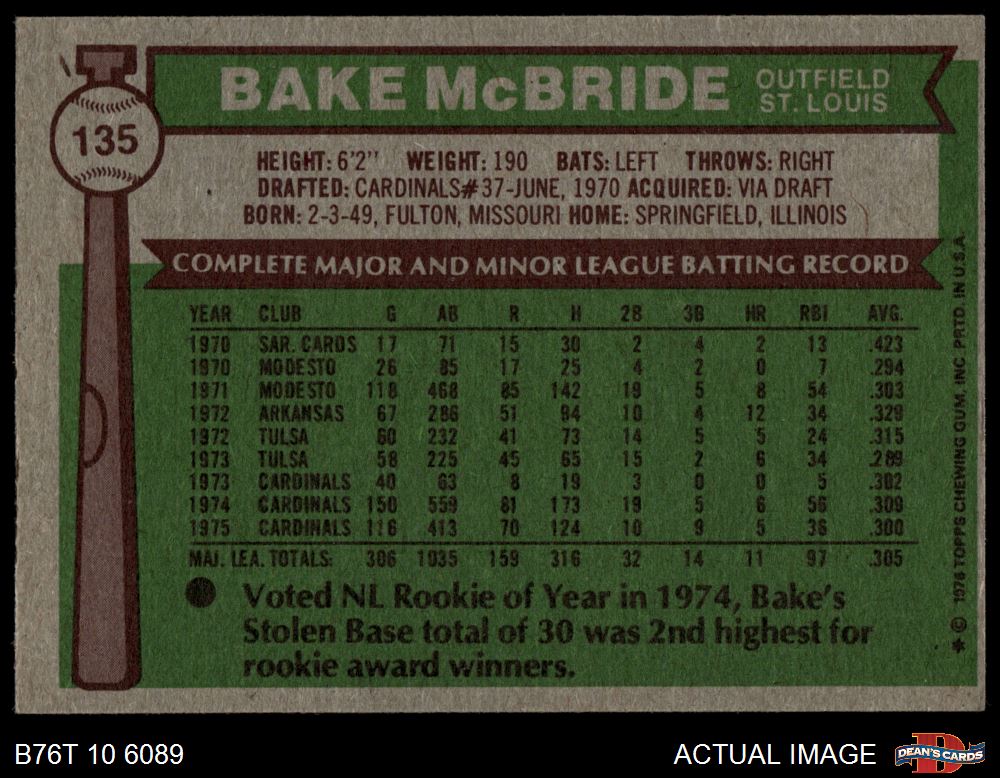 135
BAKE McBRIDE
OUTFIELD
ST. LOUIS
HEIGHT: 6'2" WEIGHT: 190 BATS: LEFT THROWS: RIGHT
DRAFTED: CARDINALS#37-JUNE, 1970 ACQUIRED: VIA DRAFT
BORN: 2-3-49, FULTON, MISSOURI HOME: SPRINGFIELD, ILLINOIS
COMPLETE MAJOR AND MINOR LEAGUE BATTING RECORD
YEAR CLUB G AB R H 2B 3B HR RBI AVG.
1970 SAR. CARDS 17 71 15 30 2 4 2 13 .423
1970 MODESTO 26 85 17 25 4 2 0 7 .294
1971 MODESTO 118 468 85 142 19 5 8 54 .303
1972 ARKANSAS 67 286 51 94 10 4 12 34 .329
1972 TULSA 60 232 41 73 14 5 5 24 .315
1973 TULSA 58 225 45 65 15 2 6 34 .289
1973 CARDINALS 40 63 8 19 3 0 0 5 .302
1974 CARDINALS 150 559 81 173 19 5 6 56 .309
1975 CARDINALS 116 413 70 124 10 9 5 36 .300
MAJ. LEA. TOTALS: 306 1035 159 316 32 14 11 97 .305
Voted NL Rookie of Year in 1974, Bake's
Stolen Base total of 30 was 2nd highest for
rookie award winners.
* © 1976 TOPPS CHEWING GUM, INC. PRTD. IN U.S.A.
B76T 10 6089
ACTUAL IMAGE
DEAN'S CARDS